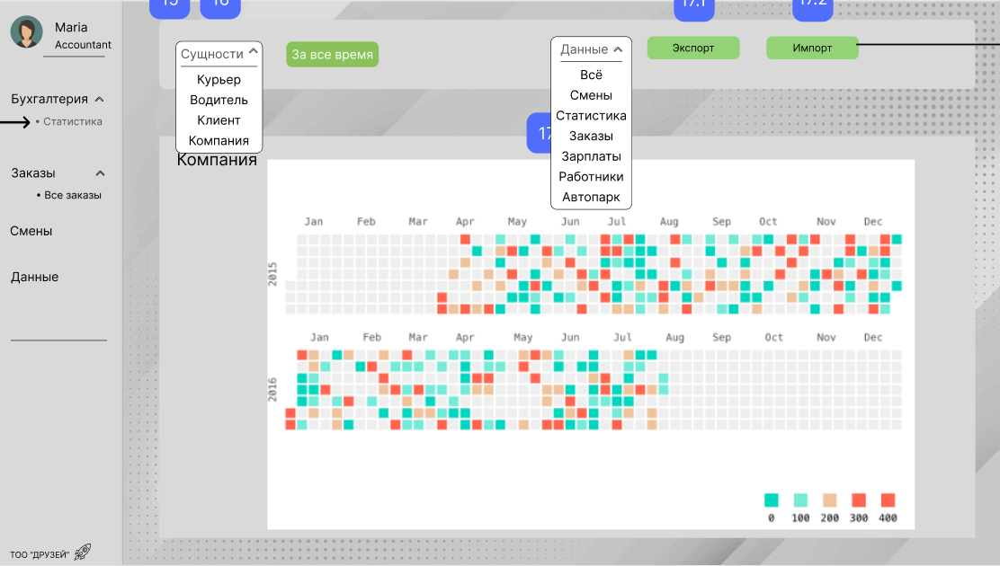 15
16
17.1
17.2
Maria
Accountant
Бухгалтерия
• Статистика
Заказы
• Все заказы
Смены
Данные
ТОО "ДРУЗЕЙ"
Сущности
Курьер
Водитель
Клиент
Компания
За все время
Данные
Всё
Смены
Статистика
Заказы
Зарплаты
Работники
Автопарк
Экспорт
Импорт
17
Компания
Jan Feb Mar Apr May Jun Jul Aug Sep Oct Nov Dec
2015
Jan Feb Mar Apr May Jun Jul Aug Sep Oct Nov Dec
2016
0 100 200 300 400